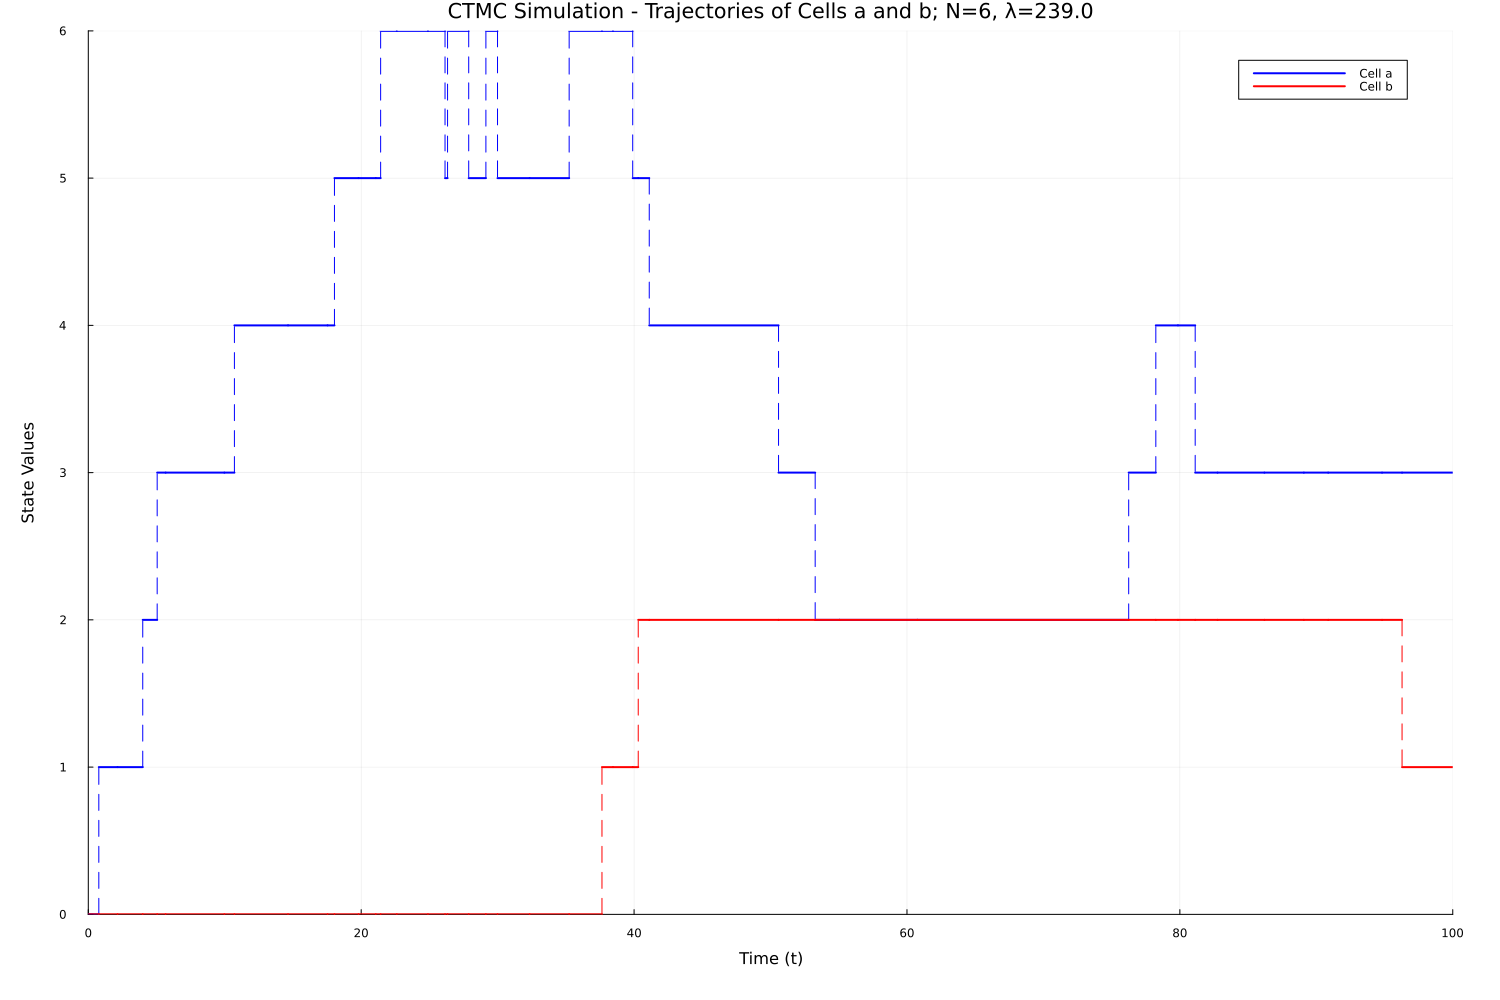 CTMC Simulation - Trajectories of Cells a and b; N=6, λ=239.0
6
5
4
3
2
1
0
State Values
Cell a
Cell b
0 20 40 60 80 100
Time (t)